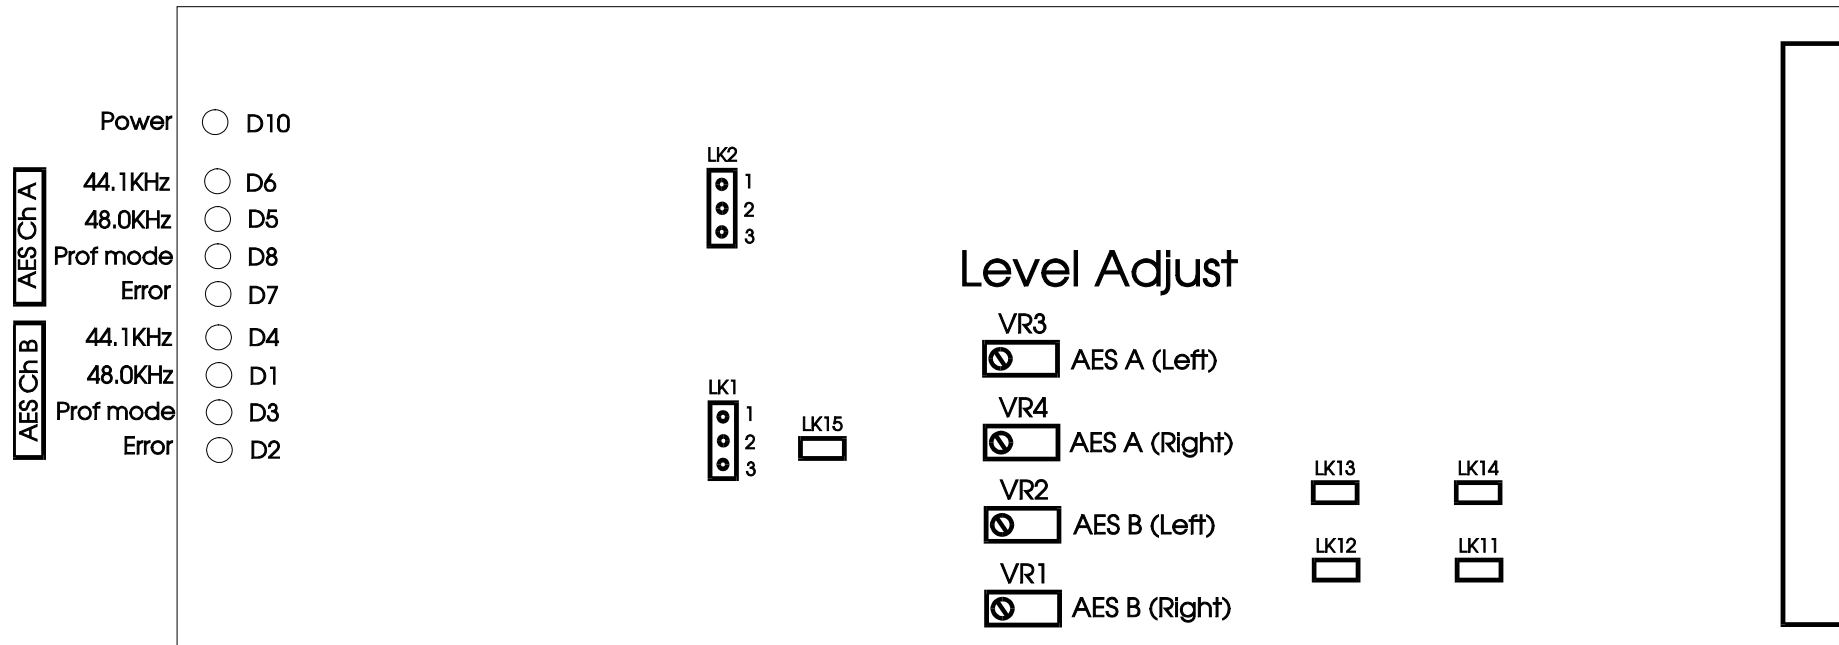 Power D10
AES Ch A
44.1KHz D6
48.0KHz D5
Prof mode D8
Error D7
AES Ch B
44.1KHz D4
48.0KHz D1
Prof mode D3
Error D2
LK2
1
2
3
LK1
1
2
3
LK15
Level Adjust
VR3
AES A (Left)
VR4
AES A (Right)
VR2
AES B (Left)
VR1
AES B (Right)
LK13 LK14
LK12 LK11